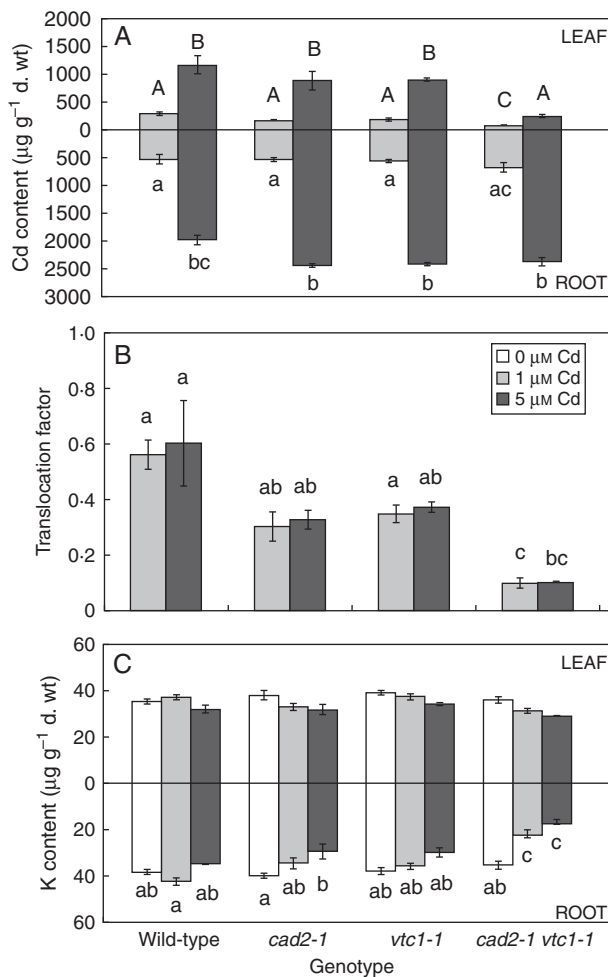 A
LEAF
Cd content (µg g−1 d. wt)
2000
1500
1000
500
0
500
1000
1500
2000
2500
3000
A B A B A B C A
a bc a b a b ac b
ROOT
B
Translocation factor
1·0
0·8
0·6
0·4
0·2
0
0 µM Cd
1 µM Cd
5 µM Cd
a a ab ab a ab c bc
C
LEAF
K content (µg g−1 d. wt)
60
40
20
0
20
40
60
ab a ab a ab b ab ab ab ab c c
ROOT
Wild-type cad2-1 vtc1-1 cad2-1 vtc1-1
Genotype